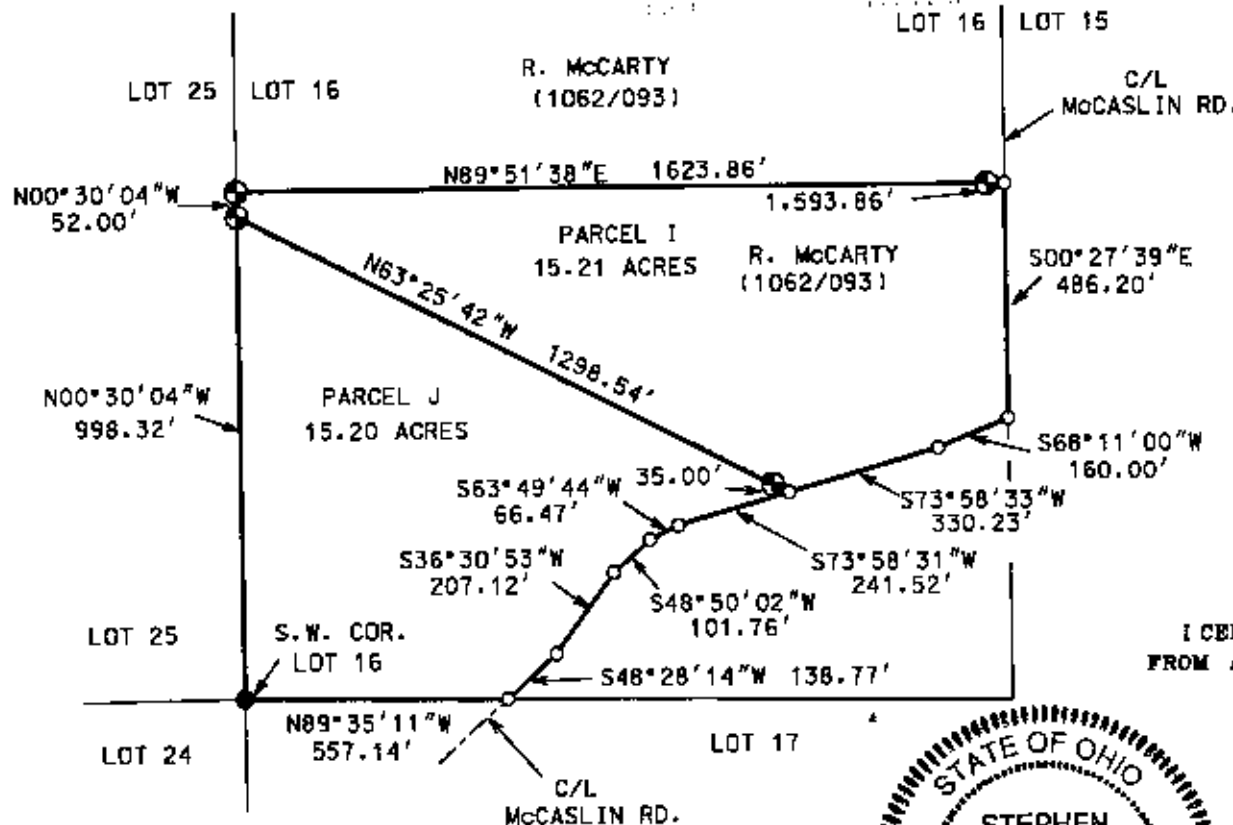 LOT 16 LOT 15
R. McCARTY
(1062/093)
LOT 25 LOT 16
C/L
McCASLIN RD.
N89°51'38"E 1623.86'
N00°30'04"W
52.00'
1,593.86'
PARCEL I
15.21 ACRES
R. McCARTY
(1062/093)
S00°27'39"E
486.20'
N63°25'42"W 1298.54'
N00°30'04"W
998.32'
PARCEL J
15.20 ACRES
S68°11'00"W
160.00'
S63°49'44"W
66.47'
35.00'
S73°58'33"W
330.23'
S36°30'53"W
207.12'
S73°58'31"W
241.52'
S48°50'02"W
101.76'
LOT 25
S.W. COR.
LOT 16
FROM
S48°28'14"W 138.77'
N89°35'11"W
557.14'
LOT 24
LOT 17
C/L
McCASLIN RD.
STATE OF OHIO
STEPHEN